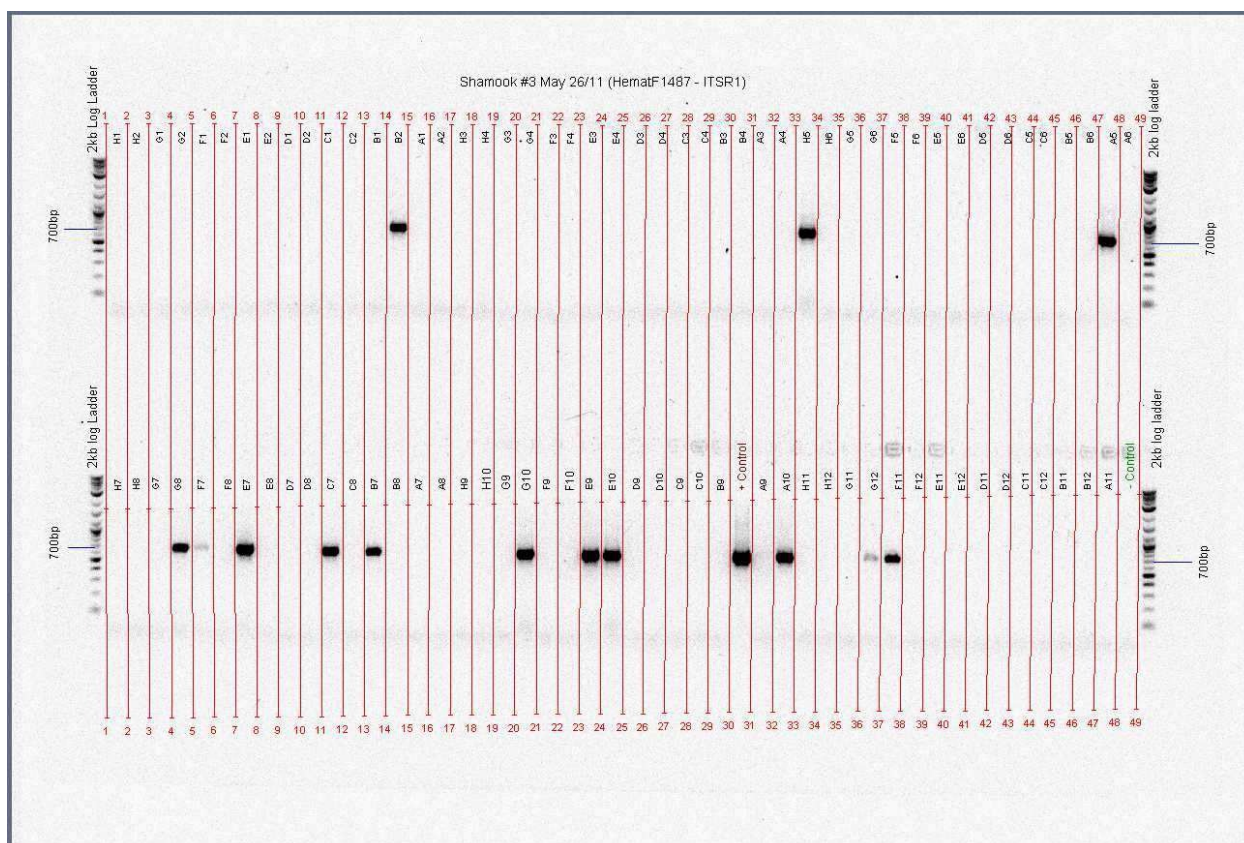 Shamook #3 May 26/11 (HematF1487 - ITSR1)
1 2 3 4 5 6 7 8 9 10 11 12 13 14 15 16 17 18 19 20 21 22 23 24 25 26 27 28 29 30 31 32 33 34 35 36 37 38 39 40 41 42 43 44 45 46 47 48 49
2kb Log Ladder
H1 H2 G1 G2 F1 F2 E1 E2 D1 D2 C1 C2 B1 B2 A1 A2 H3 H4 G3 G4 F3 F4 E3 E4 D3 D4 C3 C4 B3 B4 A3 A4 H5 H6 G5 G6 F5 F6 E5 E6 D5 D6 C5 C6 B5 B6 A5 A6
2kb log ladder
700bp
700bp
2kb log Ladder
H7 H8 G7 G8 F7 F8 E7 E8 D7 D8 C7 C8 B7 B8 A7 A8 H9 H10 G9 G10 F9 F10 E9 E10 D9 D10 C9 C10 B9 + Control A9 A10 H11 H12 G11 G12 F11 F12 E11 E12 D11 D12 C11 C12 B11 B12 A11 - Control
2kb log ladder
700bp
700bp
1 2 3 4 5 6 7 8 9 10 11 12 13 14 15 16 17 18 19 20 21 22 23 24 25 26 27 28 29 30 31 32 33 34 35 36 37 38 39 40 41 42 43 44 45 46 47 48 49